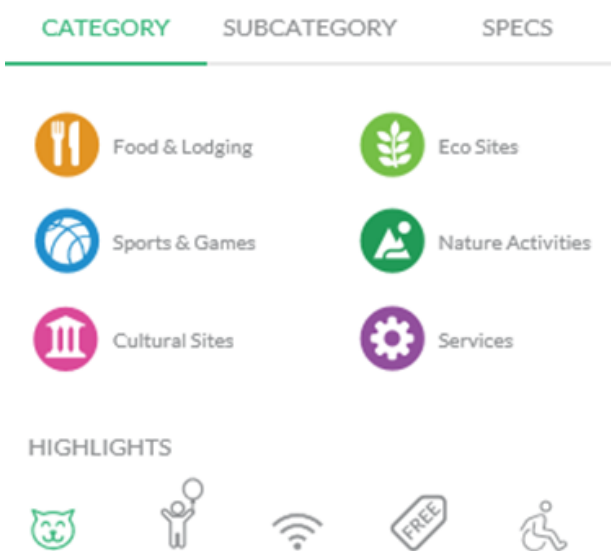 CATEGORY SUBCATEGORY SPECS
Food & Lodging Eco Sites
Sports & Games Nature Activities
Cultural Sites Services
HIGHLIGHTS
FREE